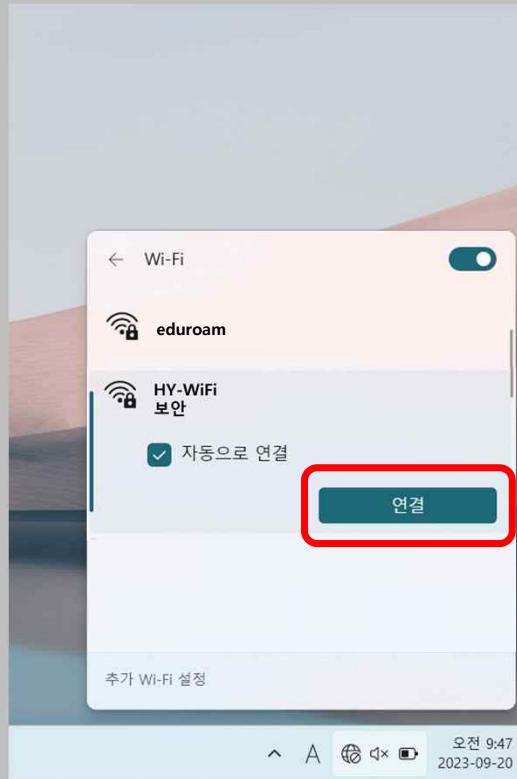 Wi-Fi
eduroam
HY-WiFi
보안
자동으로 연결
연결
추가 Wi-Fi 설정
A
오전 9:47
2023-09-20